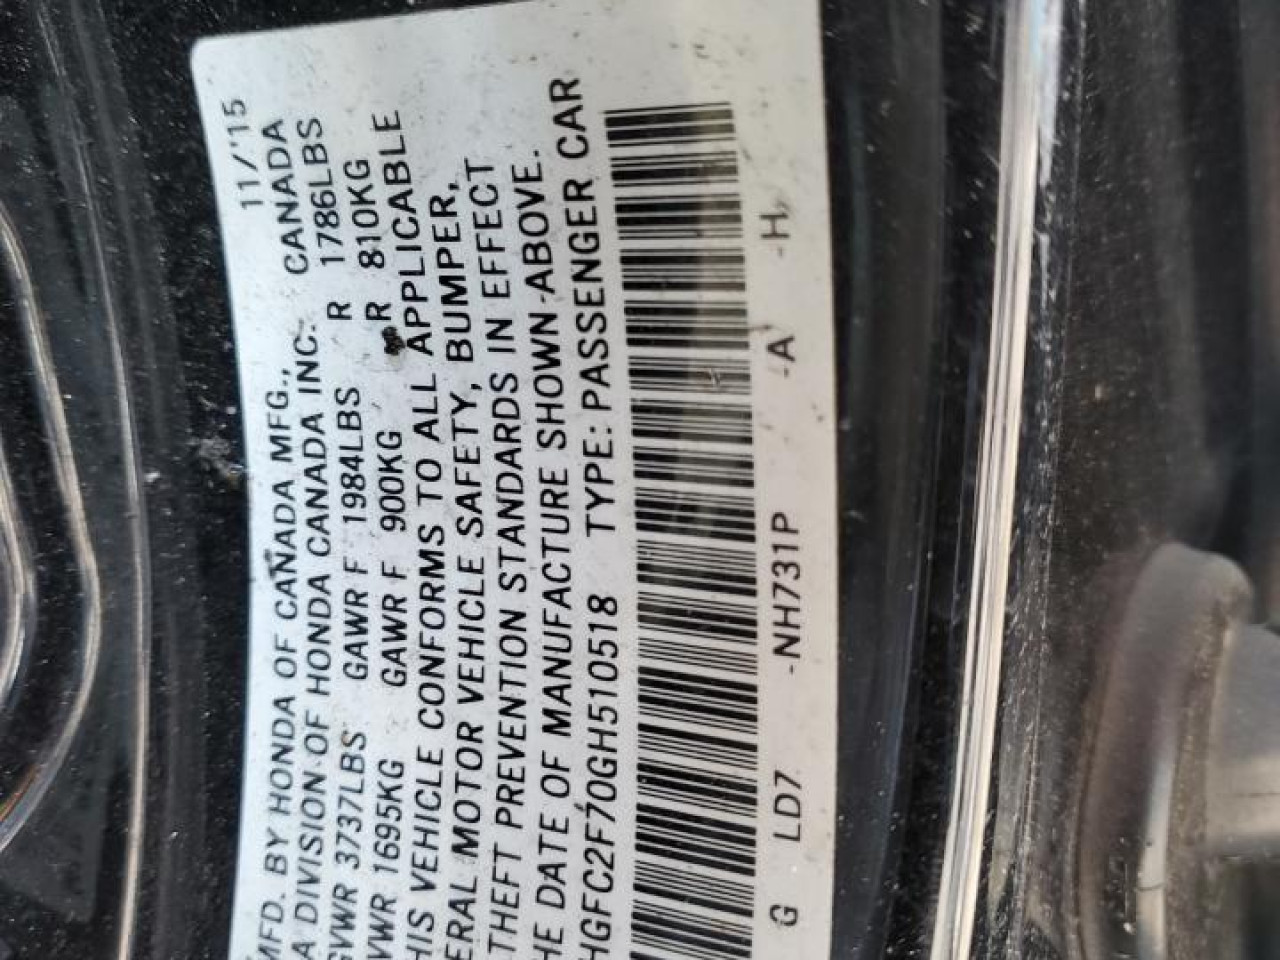 11/'15
MFD. BY HONDA OF CANADA MFG., CANADA
A DIVISION OF HONDA CANADA INC.
GVWR 3737LBS GAWR F 1984LBS R 1786LBS
GVWR 1695KG GAWR F 900KG R 810KG
HIS VEHICLE CONFORMS TO ALL APPLICABLE
ERAL MOTOR VEHICLE SAFETY, BUMPER,
THEFT PREVENTION STANDARDS IN EFFECT
HE DATE OF MANUFACTURE SHOWN ABOVE.
HGFC2F70GH510518 TYPE: PASSENGER CAR
G LD7 -NH731P -A -H